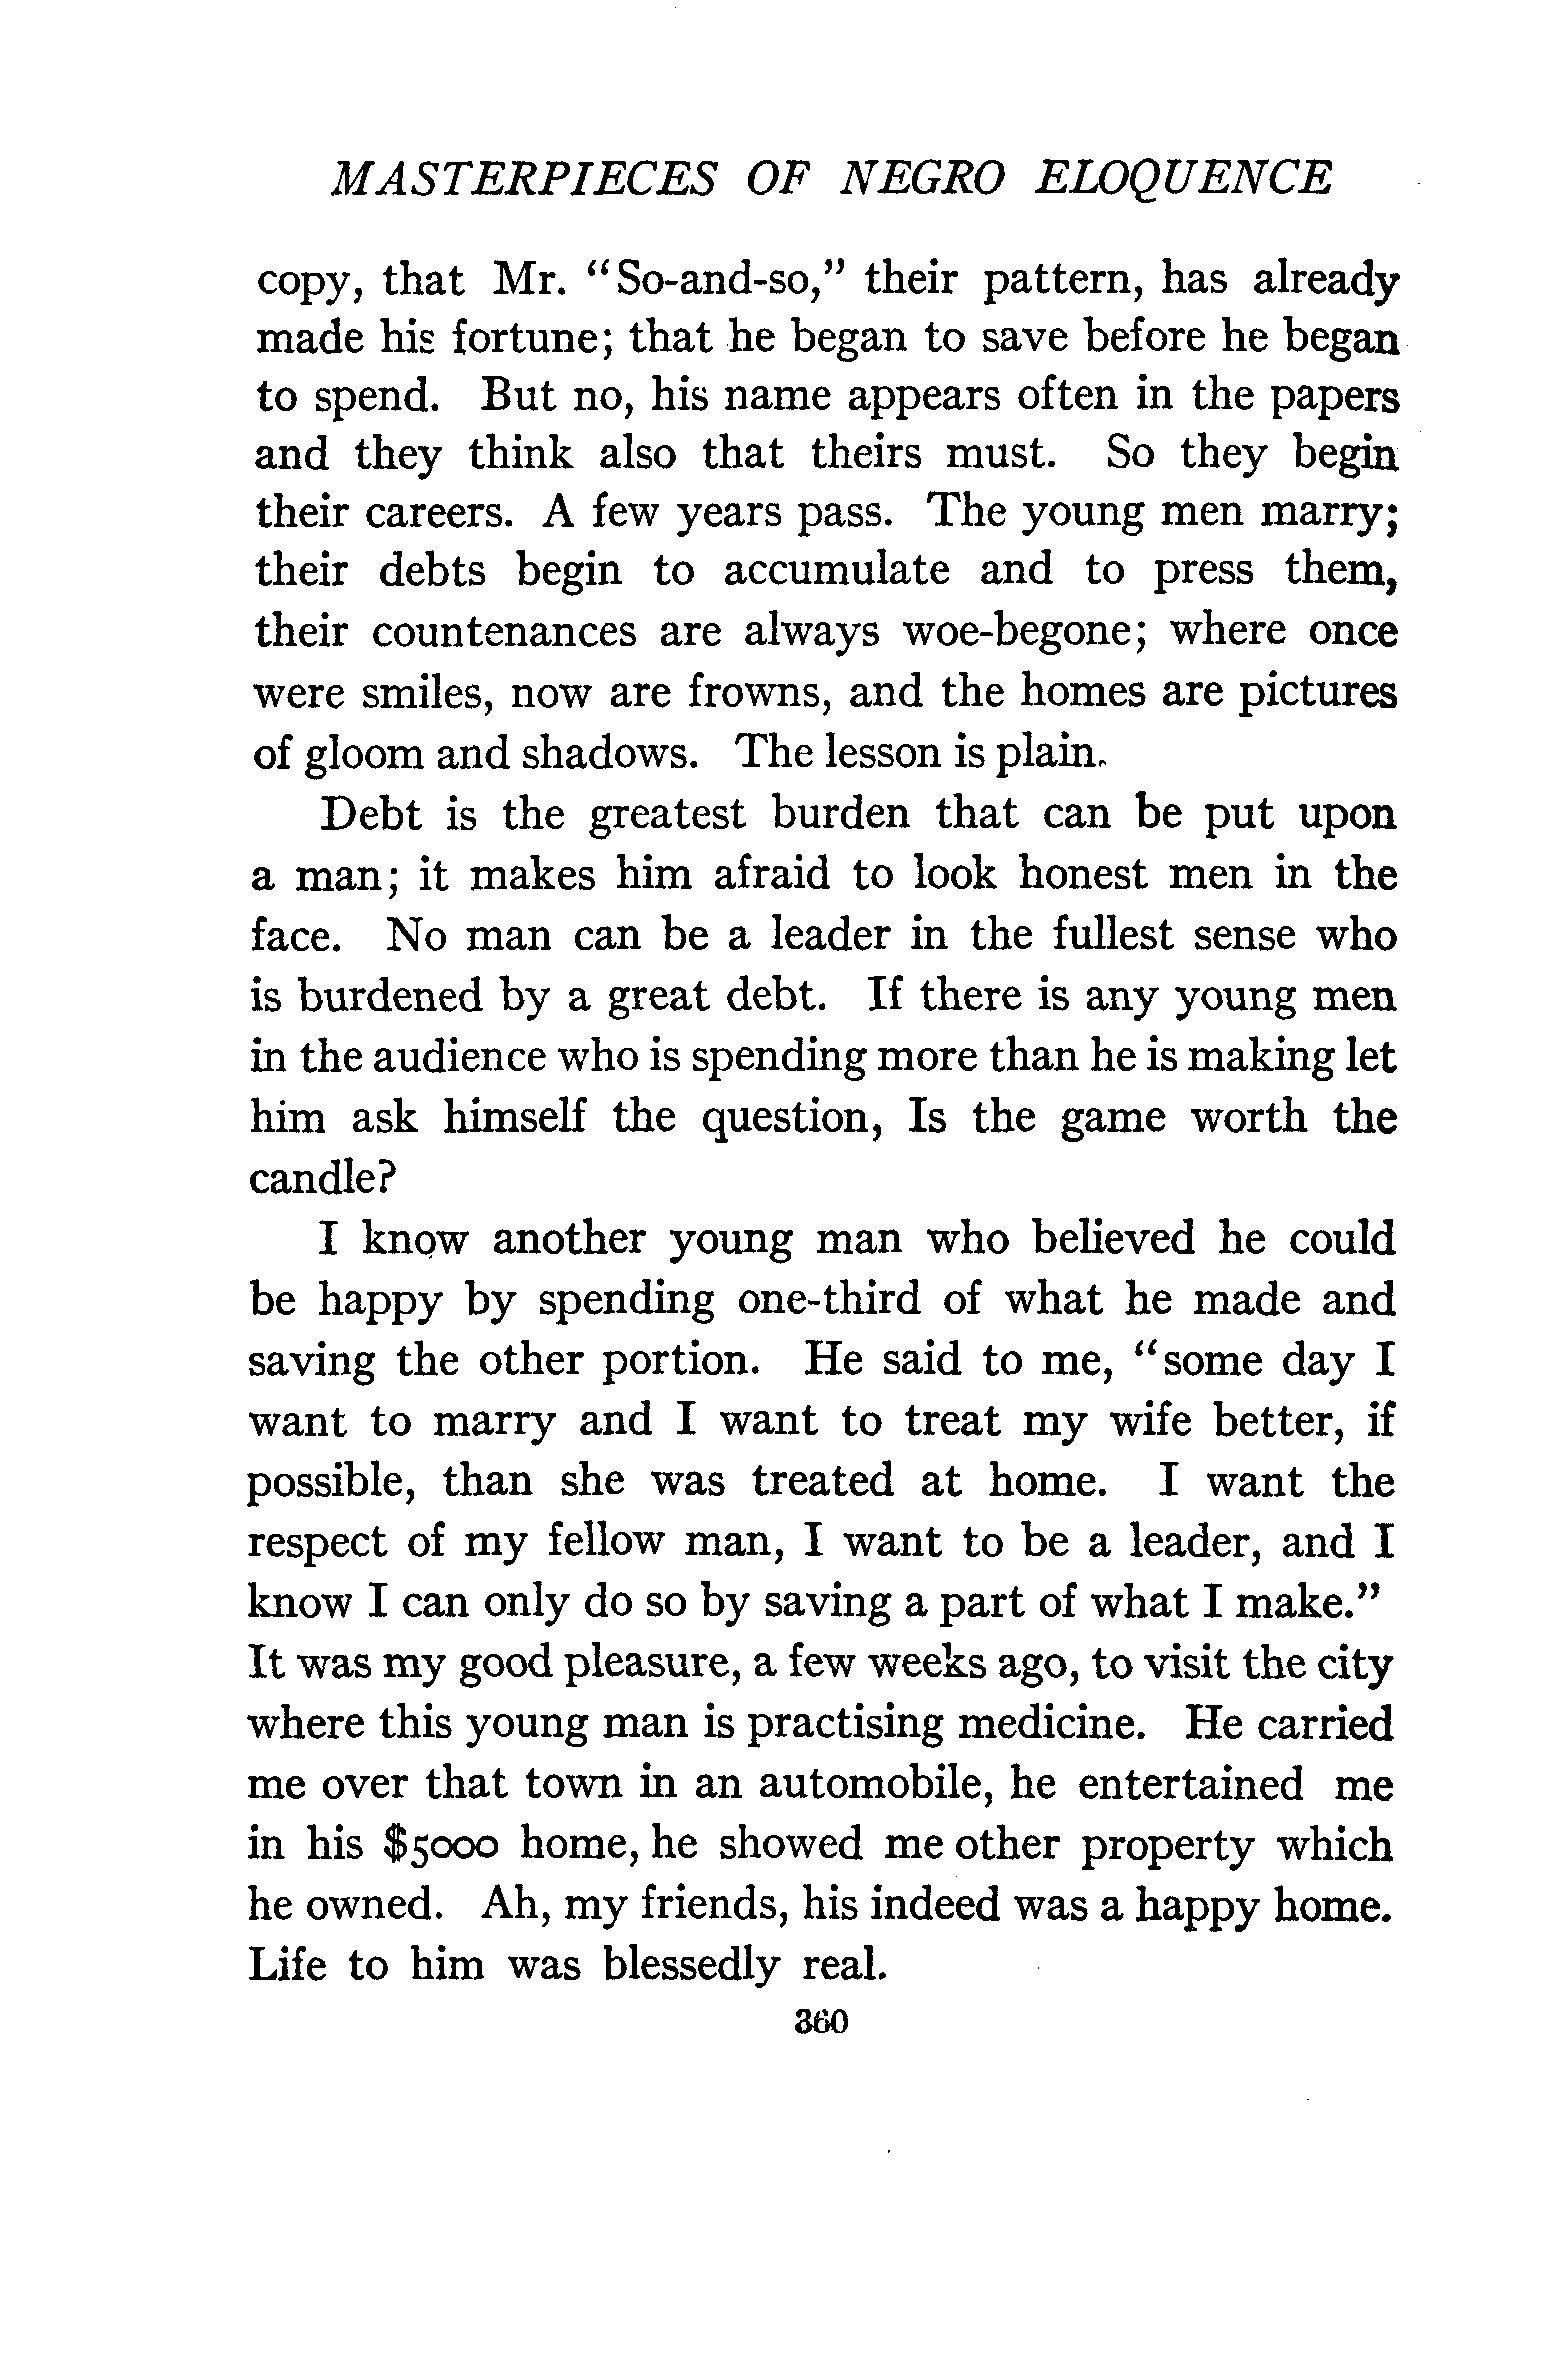 MASTERPIECES OF NEGRO ELOQUENCE
copy, that Mr. "So-and-so," their pattern, has already
made his fortune; that he began to save before he began
to spend. But no, his name appears often in the papers
and they think also that theirs must. So they begin
their careers. A few years pass. The young men marry;
their debts begin to accumulate and to press them,
their countenances are always woe-begone; where once
were smiles, now are frowns, and the homes are pictures
of gloom and shadows. The lesson is plain.
Debt is the greatest burden that can be put upon
a man; it makes him afraid to look honest men in the
face. No man can be a leader in the fullest sense who
is burdened by a great debt. If there is any young men
in the audience who is spending more than he is making let
him ask himself the question, Is the game worth the
candle?
I know another young man who believed he could
be happy by spending one-third of what he made and
saving the other portion. He said to me, "some day I
want to marry and I want to treat my wife better, if
possible, than she was treated at home. I want the
respect of my fellow man, I want to be a leader, and I
know I can only do so by saving a part of what I make."
It was my good pleasure, a few weeks ago, to visit the city
where this young man is practising medicine. He carried
me over that town in an automobile, he entertained me
in his $5000 home, he showed me other property which
he owned. Ah, my friends, his indeed was a happy home.
Life to him was blessedly real.
360